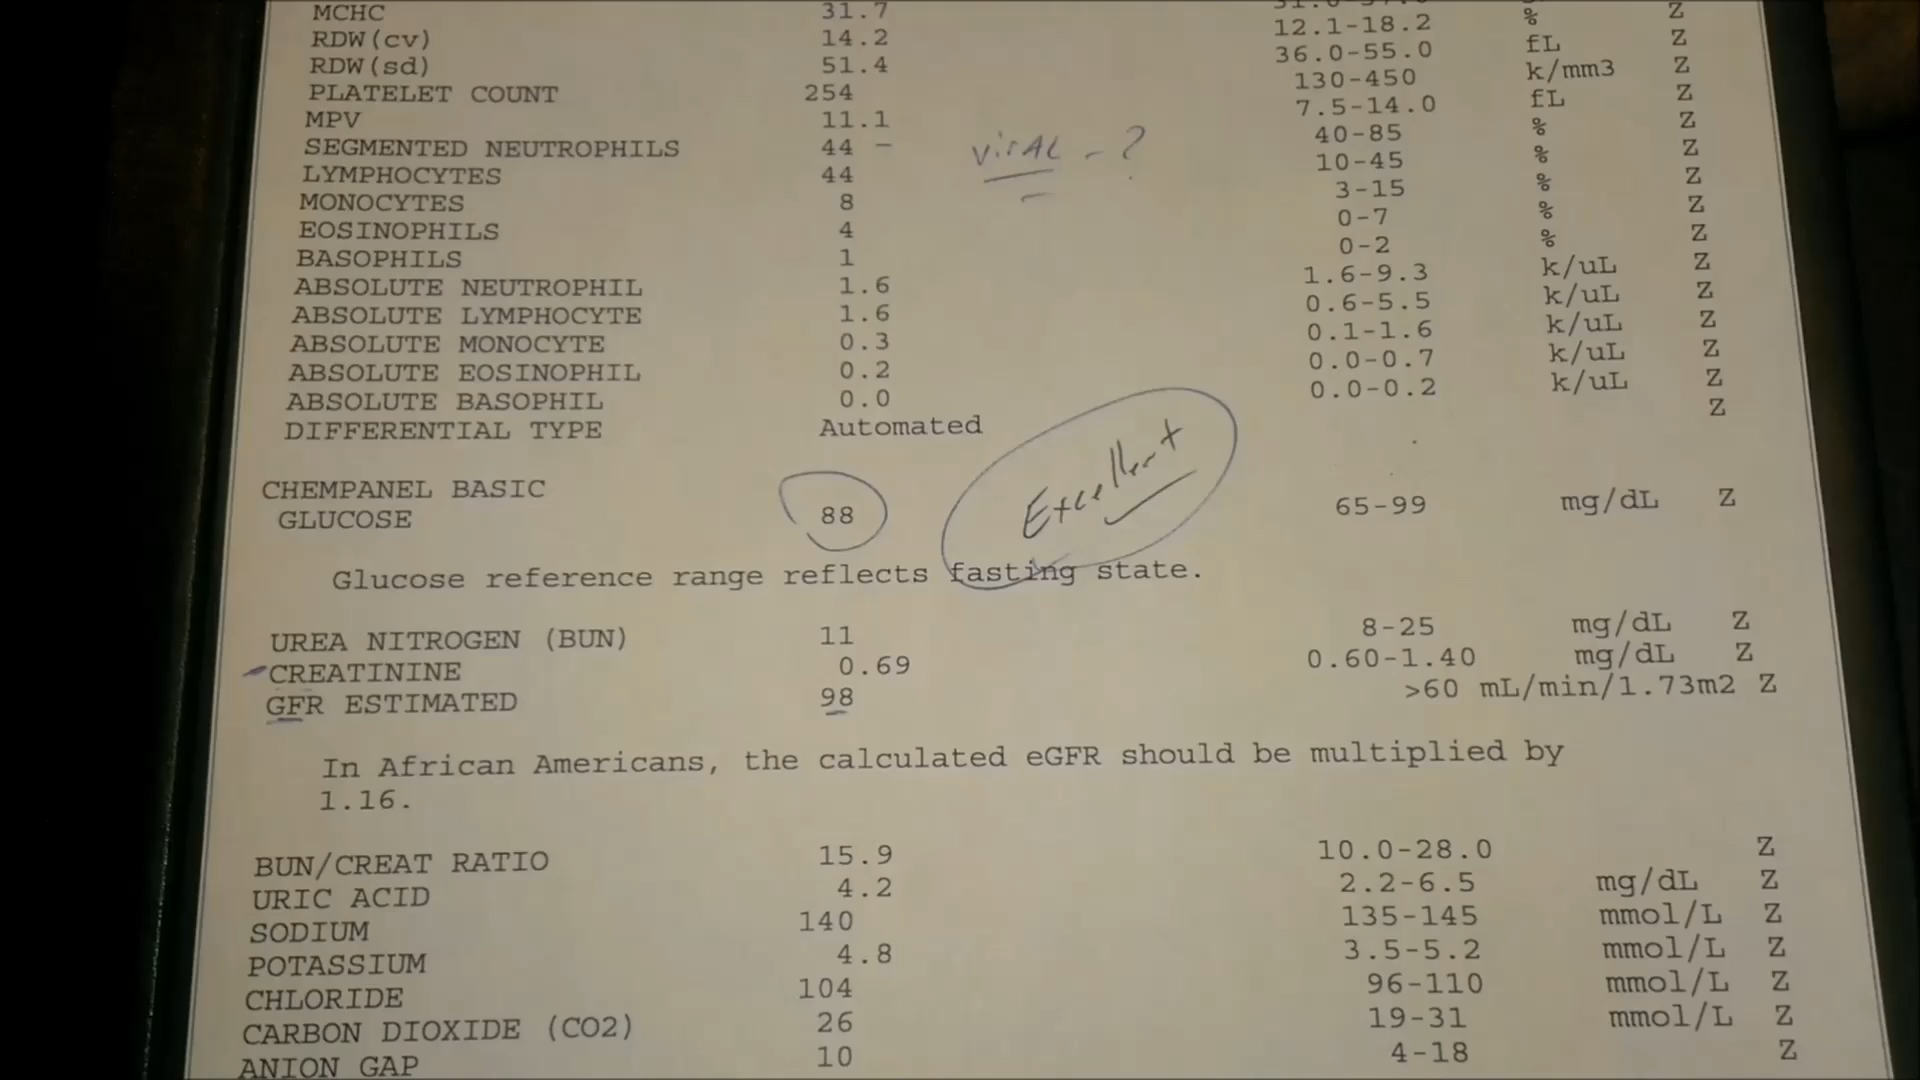 MCHC 31.7 %  Z
RDW(cv) 14.2 12.1-18.2 fL Z
RDW(sd) 51.4 36.0-55.0 k/mm3 Z
PLATELET COUNT 254 130-450 fL Z
MPV 11.1 7.5-14.0 % Z
SEGMENTED NEUTROPHILS 44 - 40-85 % Z
viral - ?
LYMPHOCYTES 44 10-45 % Z
MONOCYTES 8 3-15 % Z
EOSINOPHILS 4 0-7 % Z
BASOPHILS 1 0-2 k/uL Z
ABSOLUTE NEUTROPHIL 1.6 1.6-9.3 k/uL Z
ABSOLUTE LYMPHOCYTE 1.6 0.6-5.5 k/uL Z
ABSOLUTE MONOCYTE 0.3 0.1-1.6 k/uL Z
ABSOLUTE EOSINOPHIL 0.2 0.0-0.7 k/uL Z
ABSOLUTE BASOPHIL 0.0 0.0-0.2 Z
DIFFERENTIAL TYPE Automated
Excellent
CHEMPANEL BASIC
GLUCOSE 88 65-99 mg/dL Z
Glucose reference range reflects fasting state.
UREA NITROGEN (BUN) 11 8-25 mg/dL Z
CREATININE 0.69 0.60-1.40 mg/dL Z
GFR ESTIMATED 98 >60 mL/min/1.73m2 Z
In African Americans, the calculated eGFR should be multiplied by
1.16.
BUN/CREAT RATIO 15.9 10.0-28.0 Z
URIC ACID 4.2 2.2-6.5 mg/dL Z
SODIUM 140 135-145 mmol/L Z
POTASSIUM 4.8 3.5-5.2 mmol/L Z
CHLORIDE 104 96-110 mmol/L Z
CARBON DIOXIDE (CO2) 26 19-31 mmol/L Z
ANION GAP 10 4-18 Z